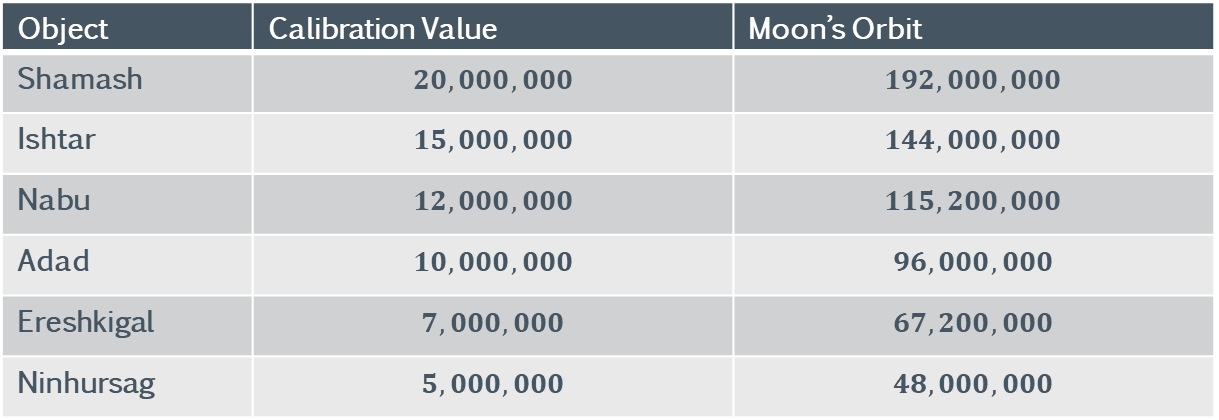 Object Calibration Value Moon's Orbit
Shamash 20,000,000 192,000,000
Ishtar 15,000,000 144,000,000
Nabu 12,000,000 115,200,000
Adad 10,000,000 96,000,000
Ereshkigal 7,000,000 67,200,000
Ninhursag 5,000,000 48,000,000